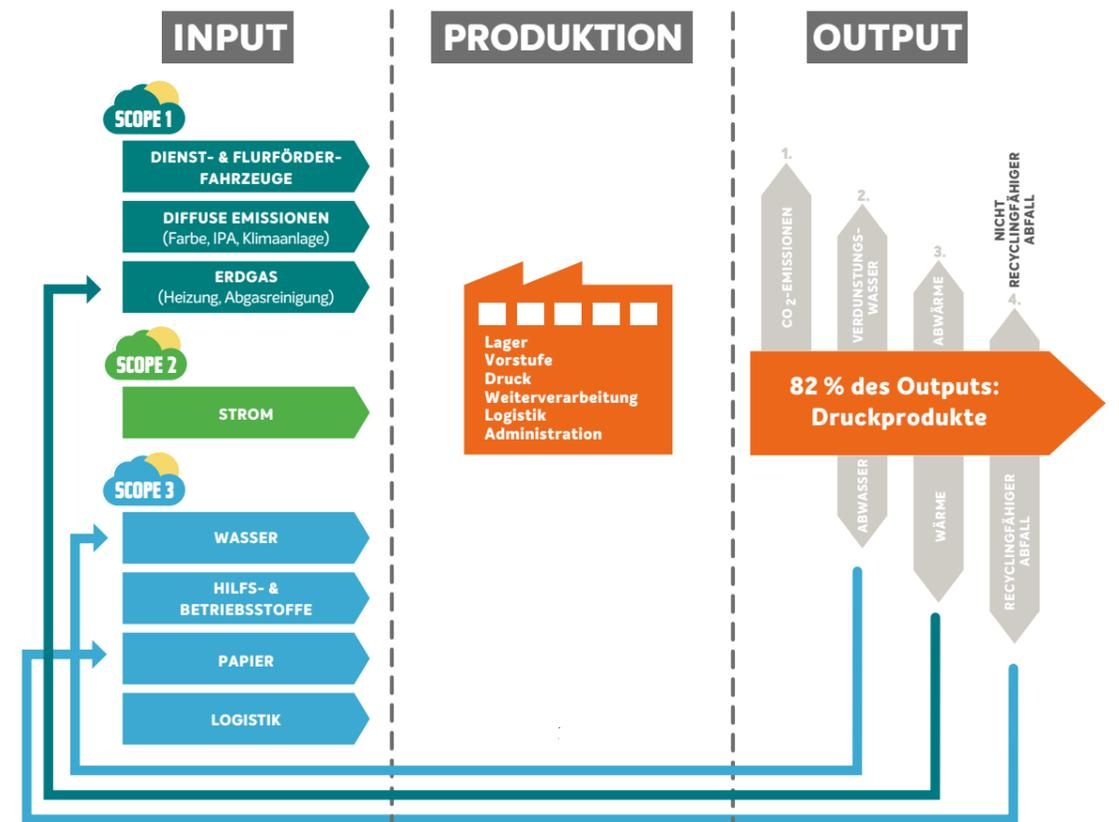 INPUT
PRODUKTION
OUTPUT
SCOPE 1
DIENST- & FLURFÖRDER-
FAHRZEUGE
DIFFUSE EMISSIONEN
(Farbe, IPA, Klimaanlage)
ERDGAS
(Heizung, Abgasreinigung)
SCOPE 2
STROM
SCOPE 3
WASSER
HILFS- &
BETRIEBSSTOFFE
PAPIER
LOGISTIK
Lager
Vorstufe
Druck
Weiterverarbeitung
Logistik
Administration
1.
CO2-EMISSIONEN
2.
VERDUNSTUNGS-
WASSER
3.
ABWÄRME
NICHT
RECYCLINGFÄHIGER
ABFALL
4.
82 % des Outputs:
Druckprodukte
ABWASSER
WÄRME
RECYCLINGFÄHIGER
ABFALL